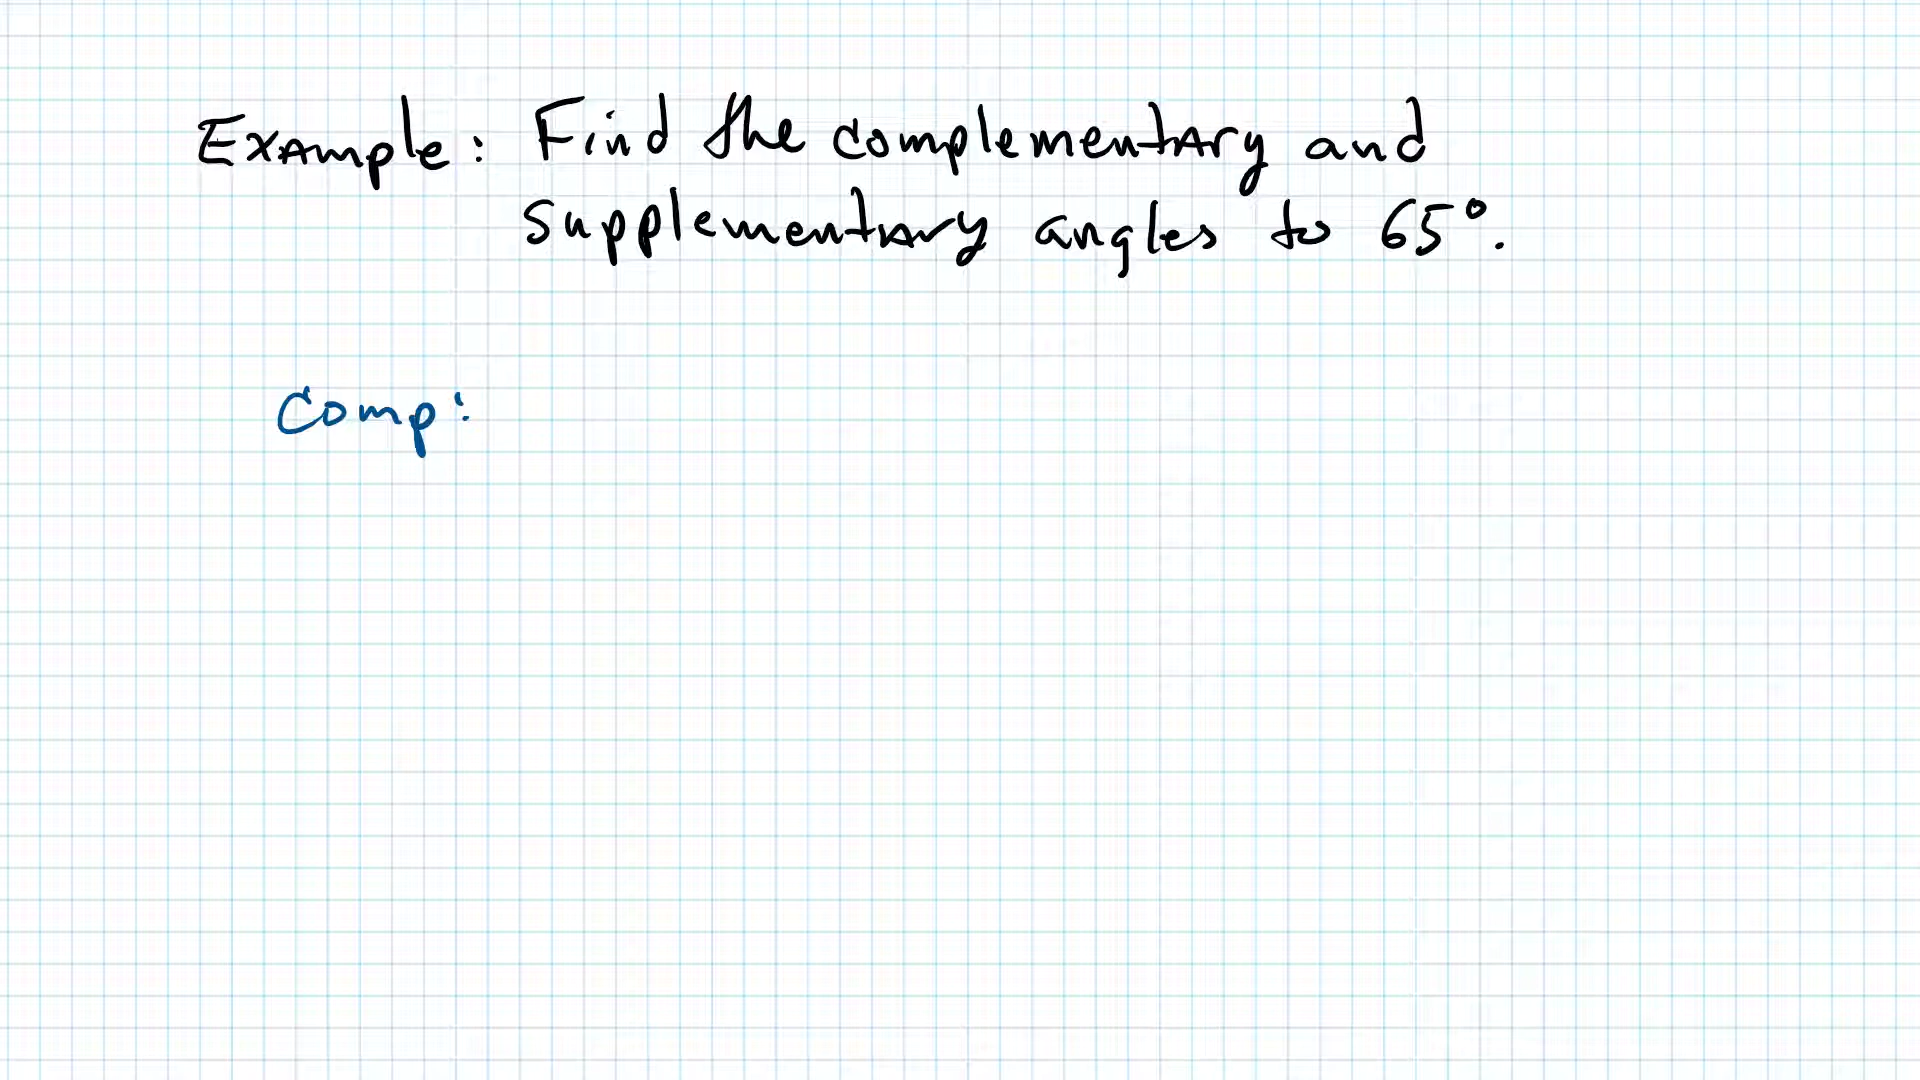 Example: Find the complementary and
supplementary angles to 65°.
Comp: